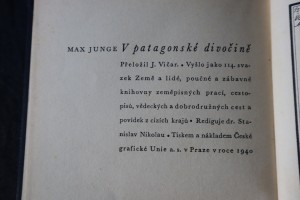 MAX JUNGE V patagonské divočině
Přeložil J. Vičar. • Vyšlo jako 114. sva-
zek Země a lidé, poučné a zábavné
knihovny zeměpisných prací, cesto-
pisů, vědeckých a dobrodružných cest a
povídek z cizích krajů • Rediguje dr. Sta-
nislav Nikolau • Tiskem a nákladem České
grafické Unie a. s. v Praze v roce 1940